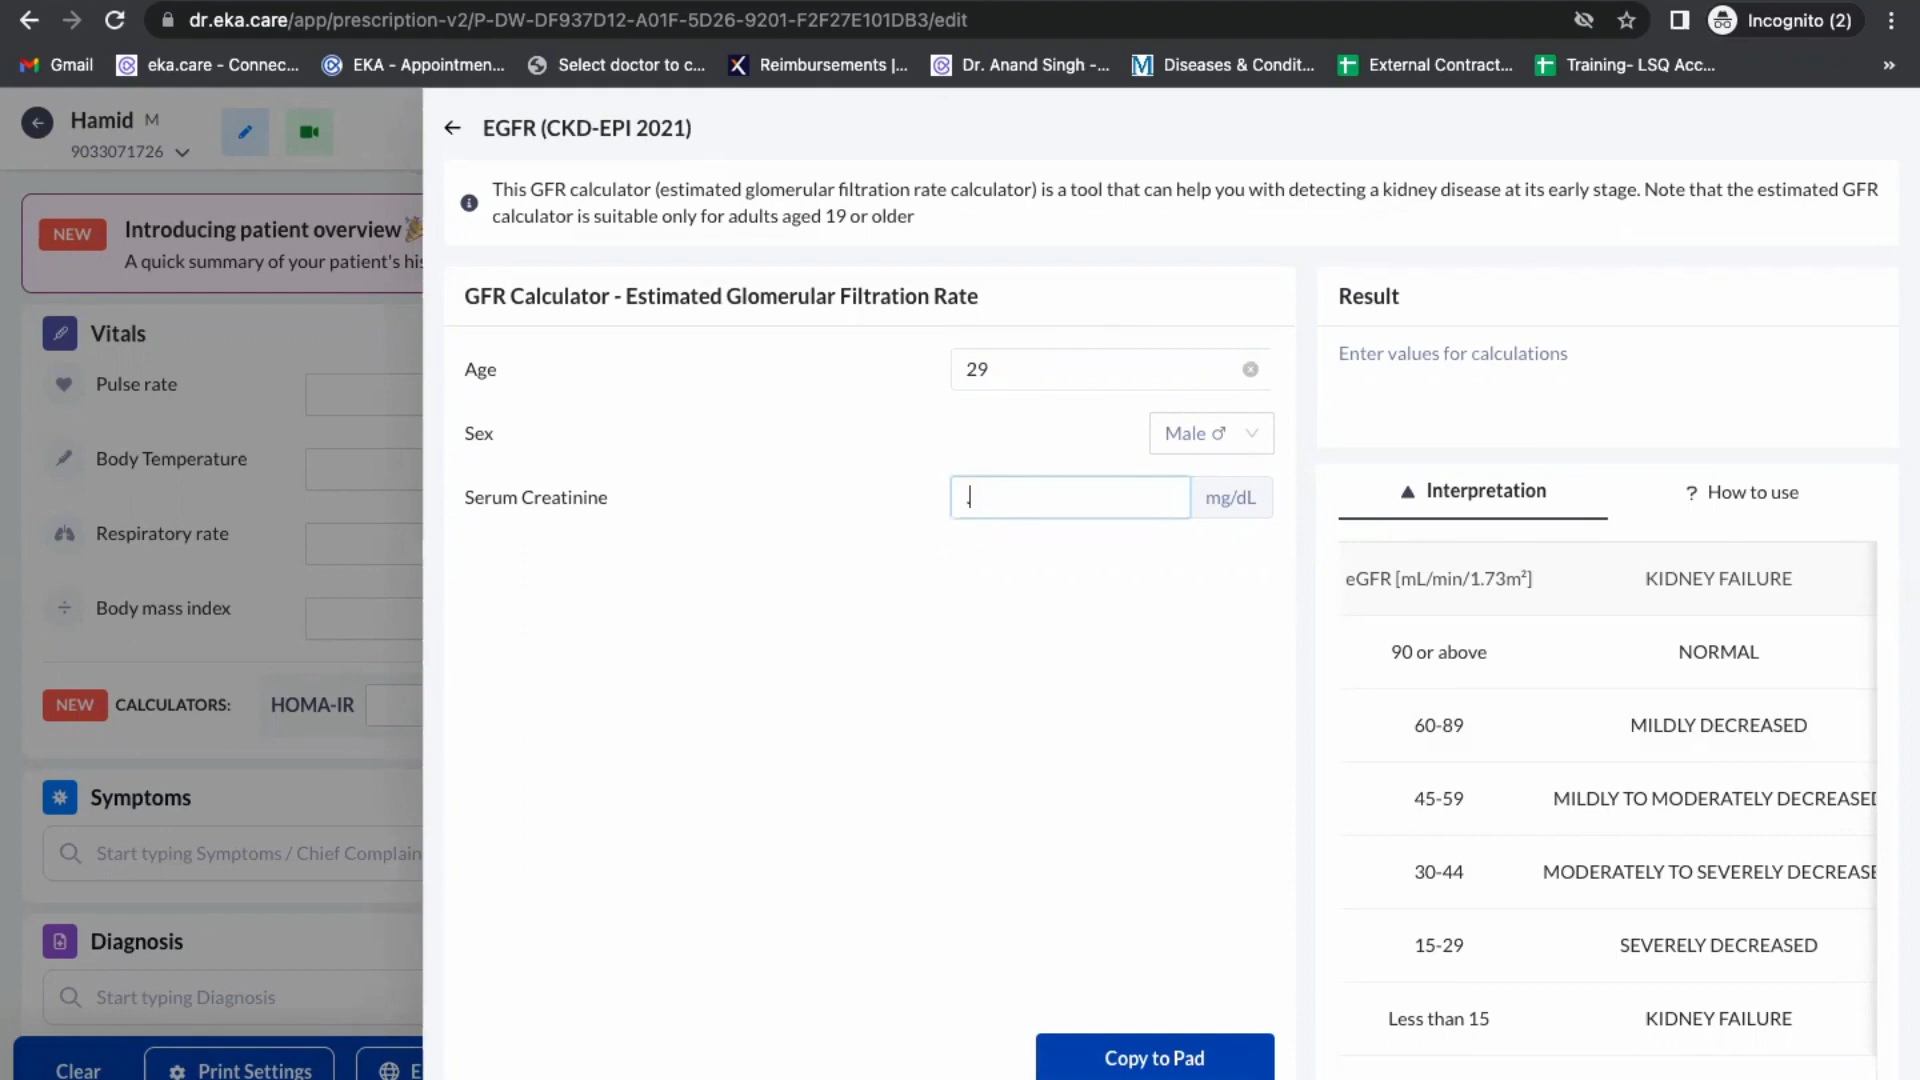 dr.eka.care/app/prescription-v2/P-DW-DF937D12-A01F-5D26-9201-F2F27E101DB3/edit
Incognito (2)
Gmail
eka.care - Connec...
EKA - Appointmen...
Select doctor to c...
Reimbursements |...
Dr. Anand Singh -...
Diseases & Condit...
External Contract...
Training- LSQ Acc...
»
Hamid M
9033071726
NEW
Introducing patient overview
A quick summary of your patient's his
Vitals
Pulse rate
Body Temperature
Respiratory rate
Body mass index
NEW CALCULATORS: HOMA-IR
Symptoms
Start typing Symptoms / Chief Complain
Diagnosis
Start typing Diagnosis
Clear
Print Settings
E
EGFR (CKD-EPI 2021)
This GFR calculator (estimated glomerular filtration rate calculator) is a tool that can help you with detecting a kidney disease at its early stage. Note that the estimated GFR
calculator is suitable only for adults aged 19 or older
GFR Calculator - Estimated Glomerular Filtration Rate
Age 29
Sex Male ♂
Serum Creatinine . mg/dL
Copy to Pad
Result
Enter values for calculations
Interpretation
? How to use
eGFR [mL/min/1.73m²] KIDNEY FAILURE
90 or above NORMAL
60-89 MILDLY DECREASED
45-59 MILDLY TO MODERATELY DECREASED
30-44 MODERATELY TO SEVERELY DECREASE
15-29 SEVERELY DECREASED
Less than 15 KIDNEY FAILURE